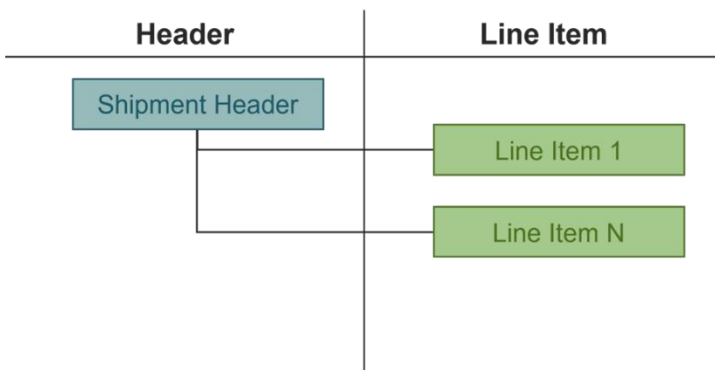 Header
Line Item
Shipment Header
Line Item 1
Line Item N